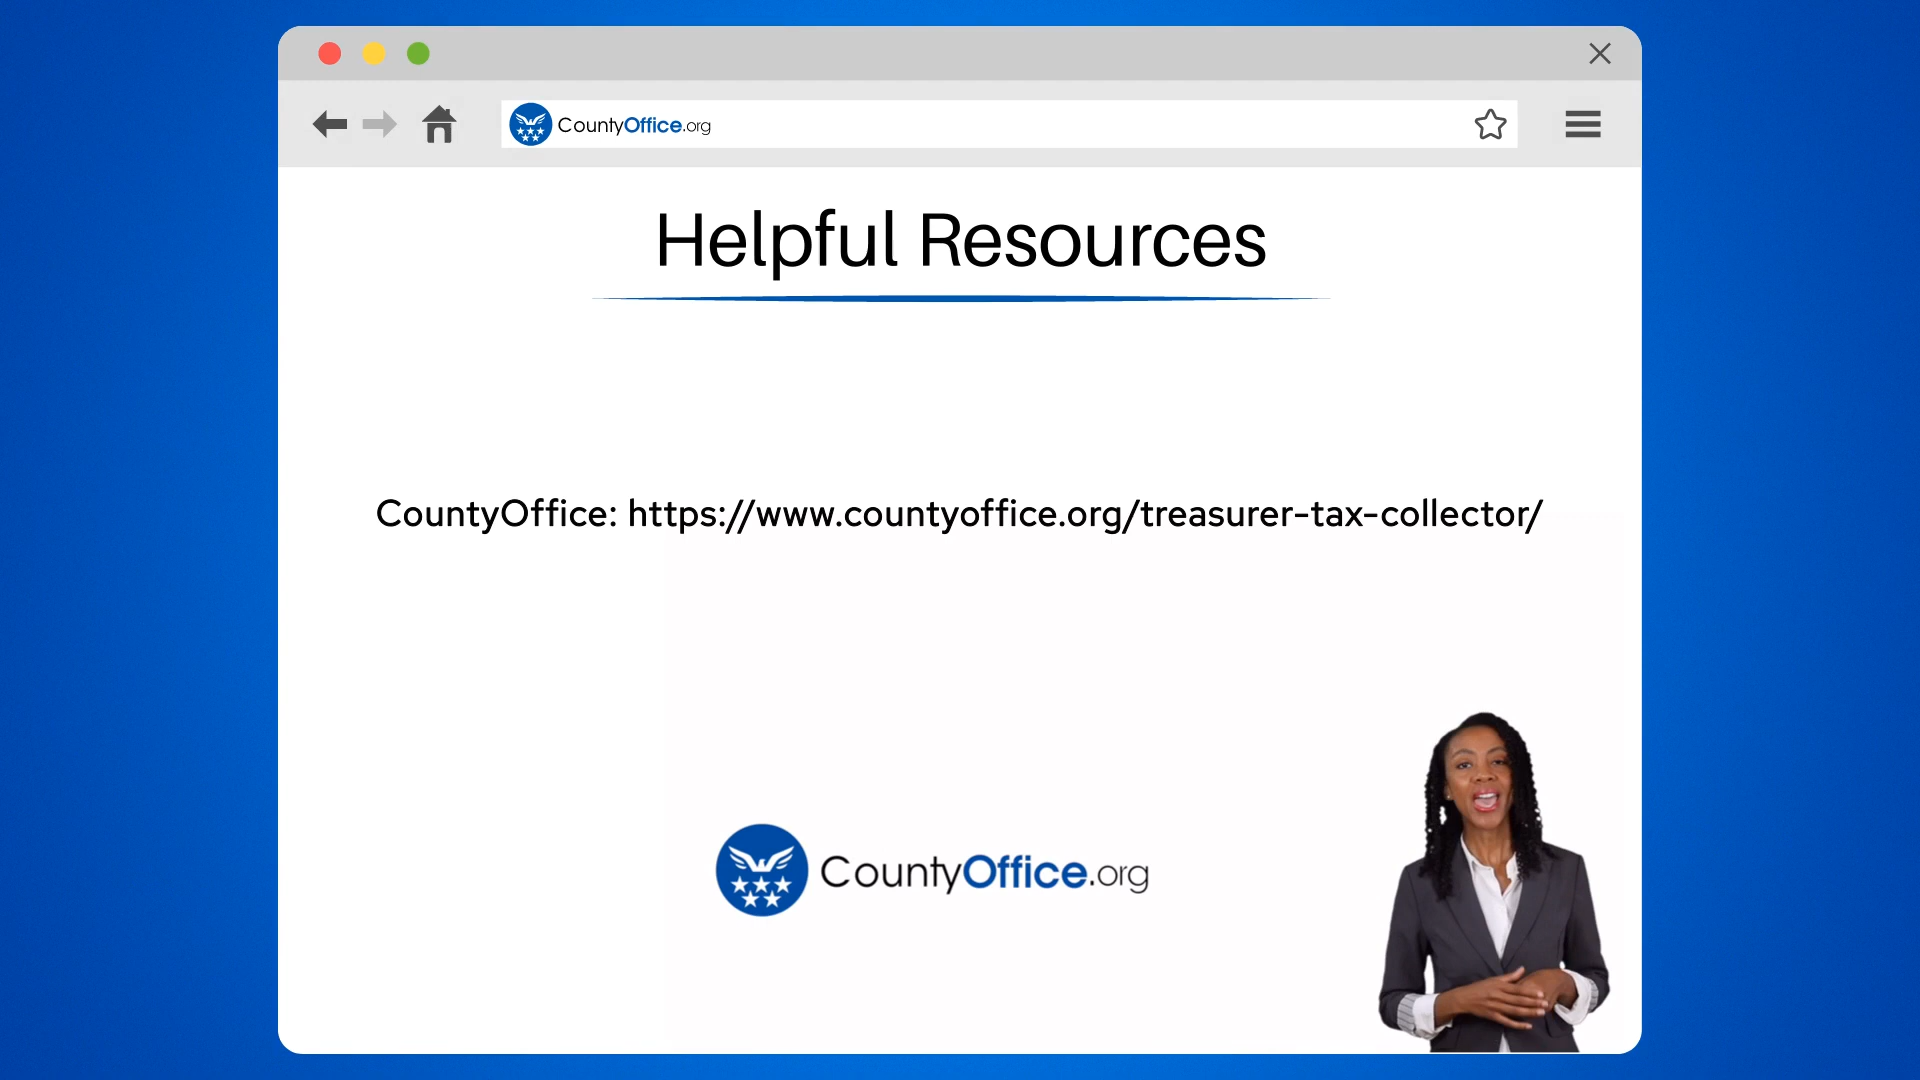 CountyOffice.org
Helpful Resources
CountyOffice: https://www.countyoffice.org/treasurer-tax-collector/
CountyOffice.org